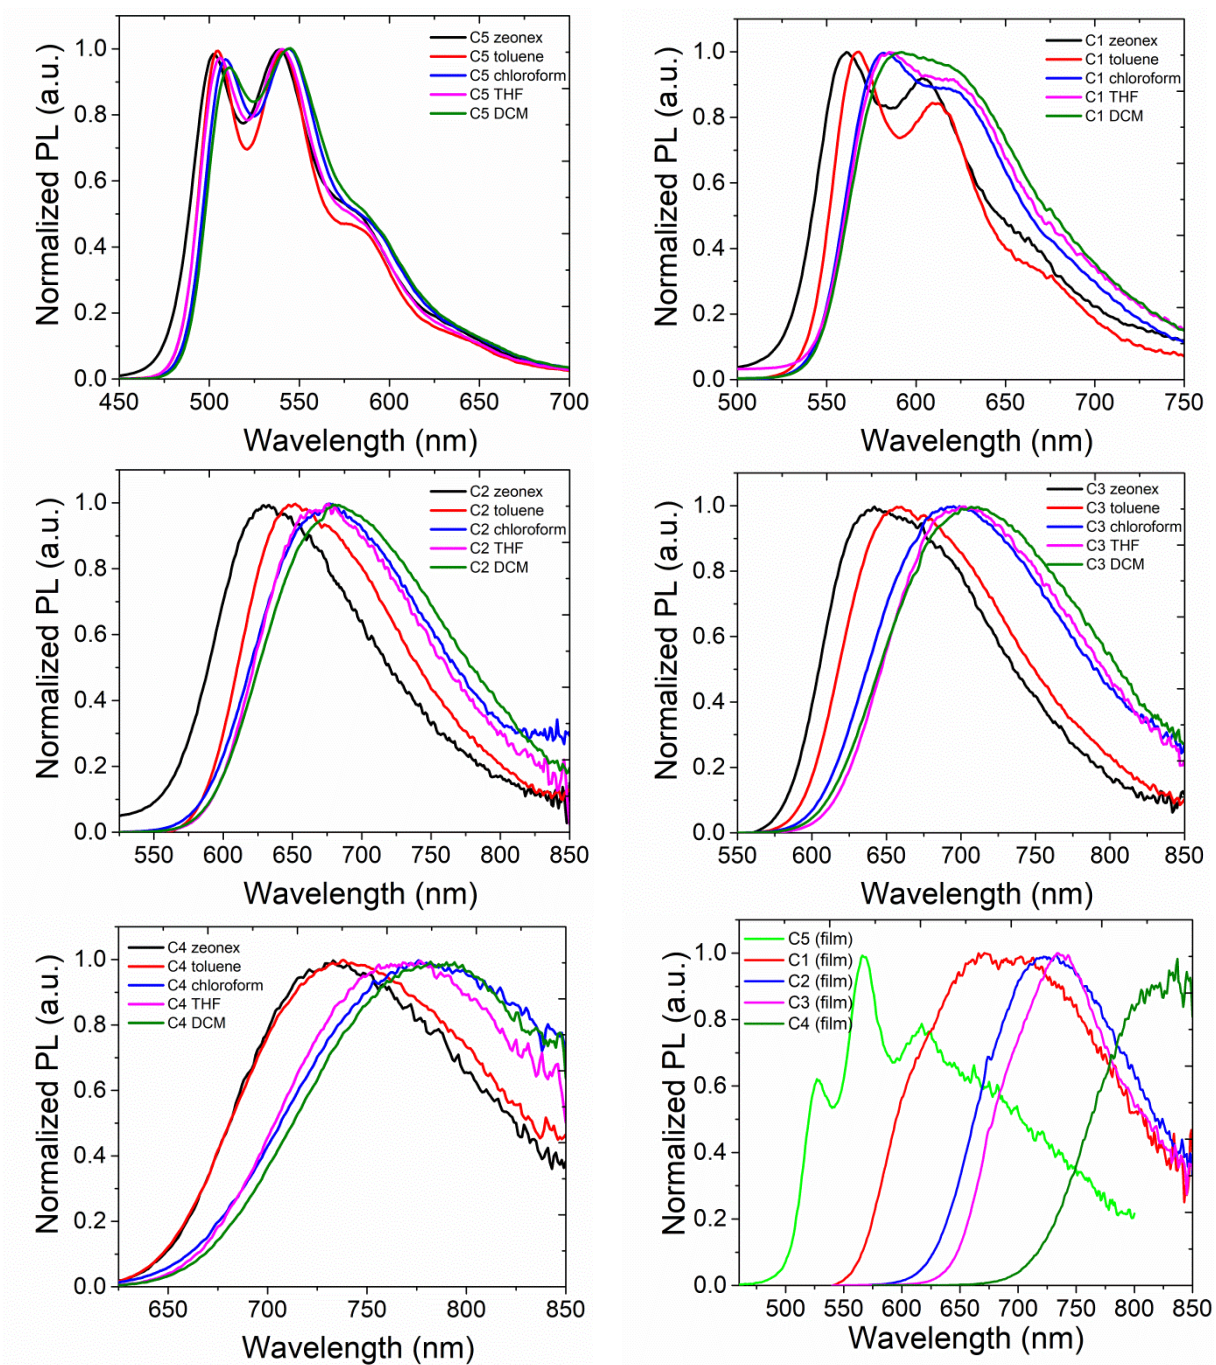 C5 zeonex
C5 toluene
C5 chloroform
C5 THF
C5 DCM
Normalized PL (a.u.)
1.0
0.8
0.6
0.4
0.2
0.0
450 500 550 600 650 700
Wavelength (nm)
C1 zeonex
C1 toluene
C1 chloroform
C1 THF
C1 DCM
Normalized PL (a.u.)
1.0
0.8
0.6
0.4
0.2
0.0
500 550 600 650 700 750
Wavelength (nm)
C2 zeonex
C2 toluene
C2 chloroform
C2 THF
C2 DCM
Normalized PL (a.u.)
1.0
0.8
0.6
0.4
0.2
0.0
550 600 650 700 750 800 850
Wavelength (nm)
C3 zeonex
C3 toluene
C3 chloroform
C3 THF
C3 DCM
Normalized PL (a.u.)
1.0
0.8
0.6
0.4
0.2
0.0
550 600 650 700 750 800 850
Wavelength (nm)
C4 zeonex
C4 toluene
C4 chloroform
C4 THF
C4 DCM
Normalized PL (a.u.)
1.0
0.8
0.6
0.4
0.2
0.0
650 700 750 800 850
Wavelength (nm)
C5 (film)
C1 (film)
C2 (film)
C3 (film)
C4 (film)
Normalized PL (a.u.)
1.0
0.8
0.6
0.4
0.2
0.0
500 550 600 650 700 750 800 850
Wavelength (nm)